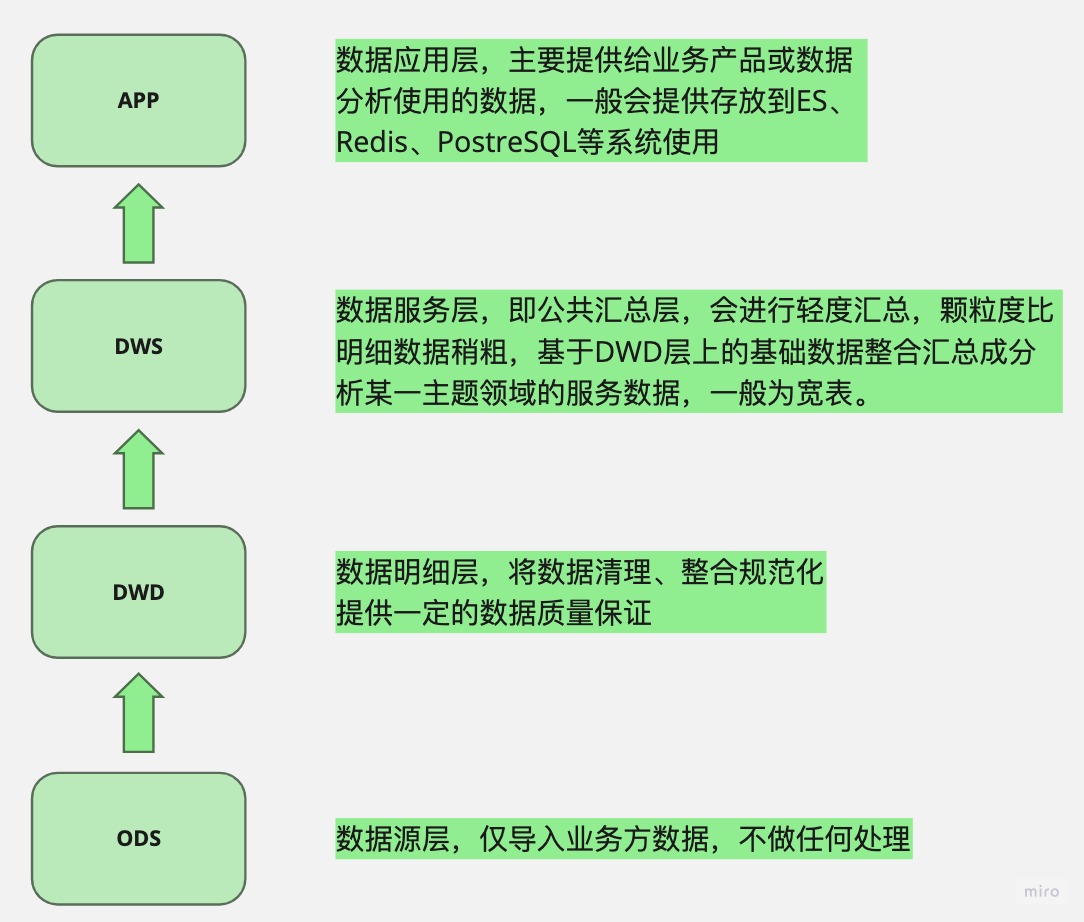 APP
数据应用层，主要提供给业务产品或数据
分析使用的数据，一般会提供存放到ES、
Redis、PostreSQL等系统使用
DWS
数据服务层，即公共汇总层，会进行轻度汇总，颗粒度比
明细数据稍粗，基于DWD层上的基础数据整合汇总成分
析某一主题领域的服务数据，一般为宽表。
DWD
数据明细层，将数据清理、整合规范化
提供一定的数据质量保证
ODS
数据源层，仅导入业务方数据，不做任何处理
miro